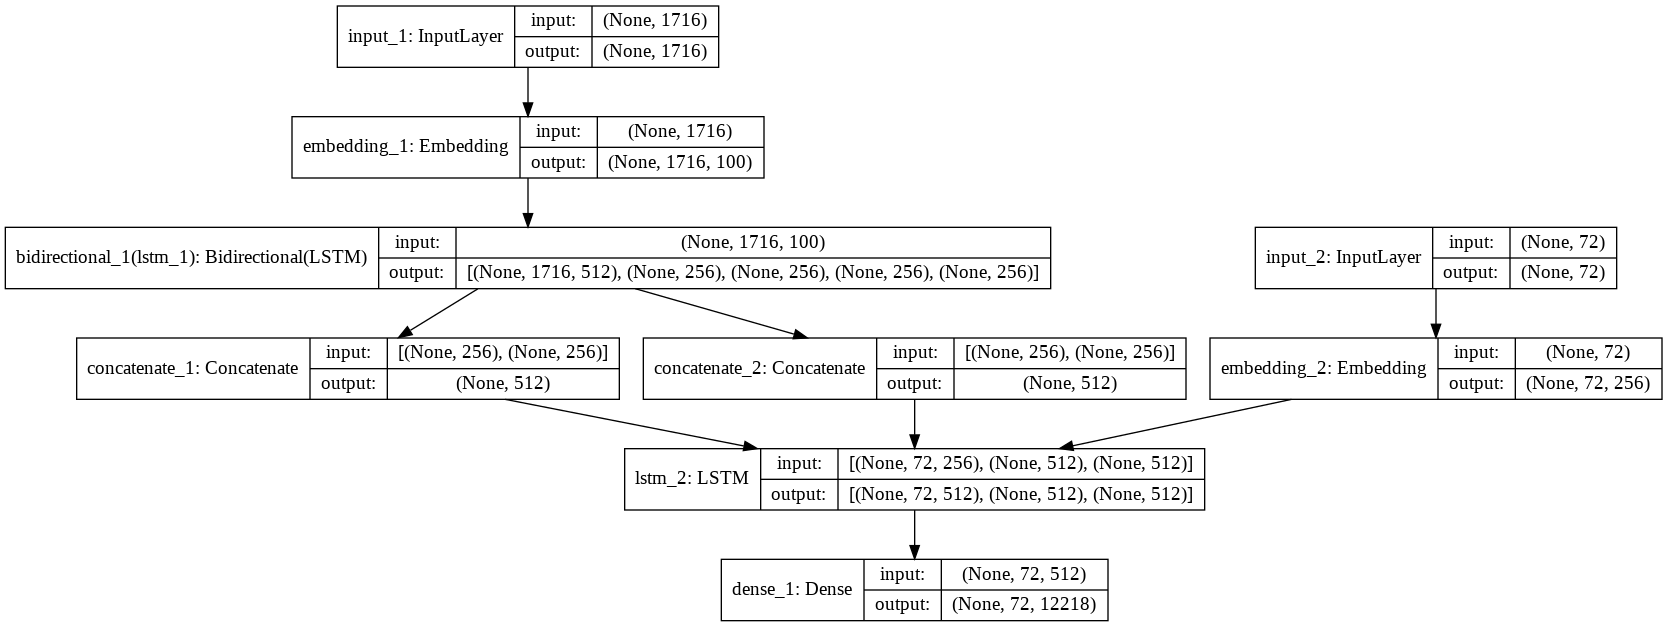 input_1: InputLayer
input: (None, 1716)
output: (None, 1716)
embedding_1: Embedding
input: (None, 1716)
output: (None, 1716, 100)
bidirectional_1(lstm_1): Bidirectional(LSTM)
input: (None, 1716, 100)
output: [(None, 1716, 512), (None, 256), (None, 256), (None, 256), (None, 256)]
input_2: InputLayer
input: (None, 72)
output: (None, 72)
concatenate_1: Concatenate
input: [(None, 256), (None, 256)]
output: (None, 512)
concatenate_2: Concatenate
input: [(None, 256), (None, 256)]
output: (None, 512)
embedding_2: Embedding
input: (None, 72)
output: (None, 72, 256)
lstm_2: LSTM
input: [(None, 72, 256), (None, 512), (None, 512)]
output: [(None, 72, 512), (None, 512), (None, 512)]
dense_1: Dense
input: (None, 72, 512)
output: (None, 72, 12218)